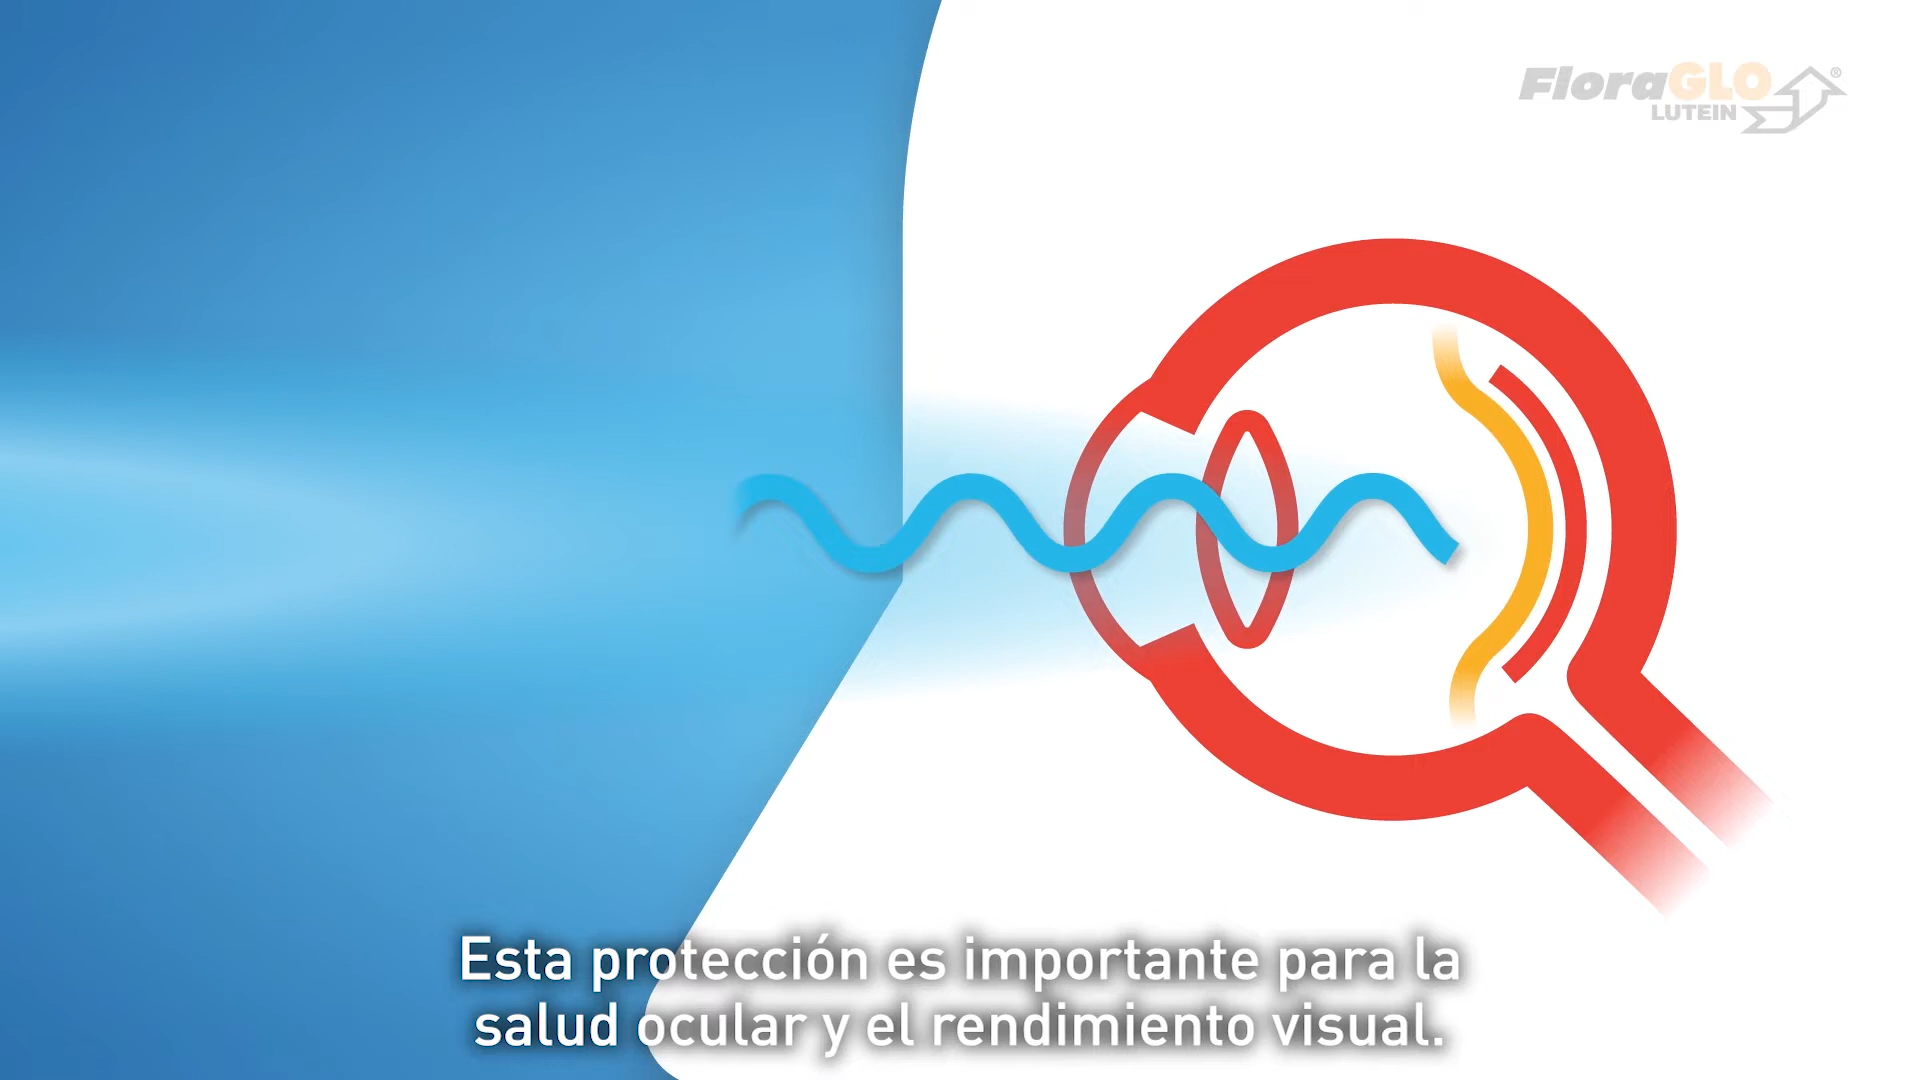 FloraGLO®
LUTEIN
Esta protección es importante para la
salud ocular y el rendimiento visual.